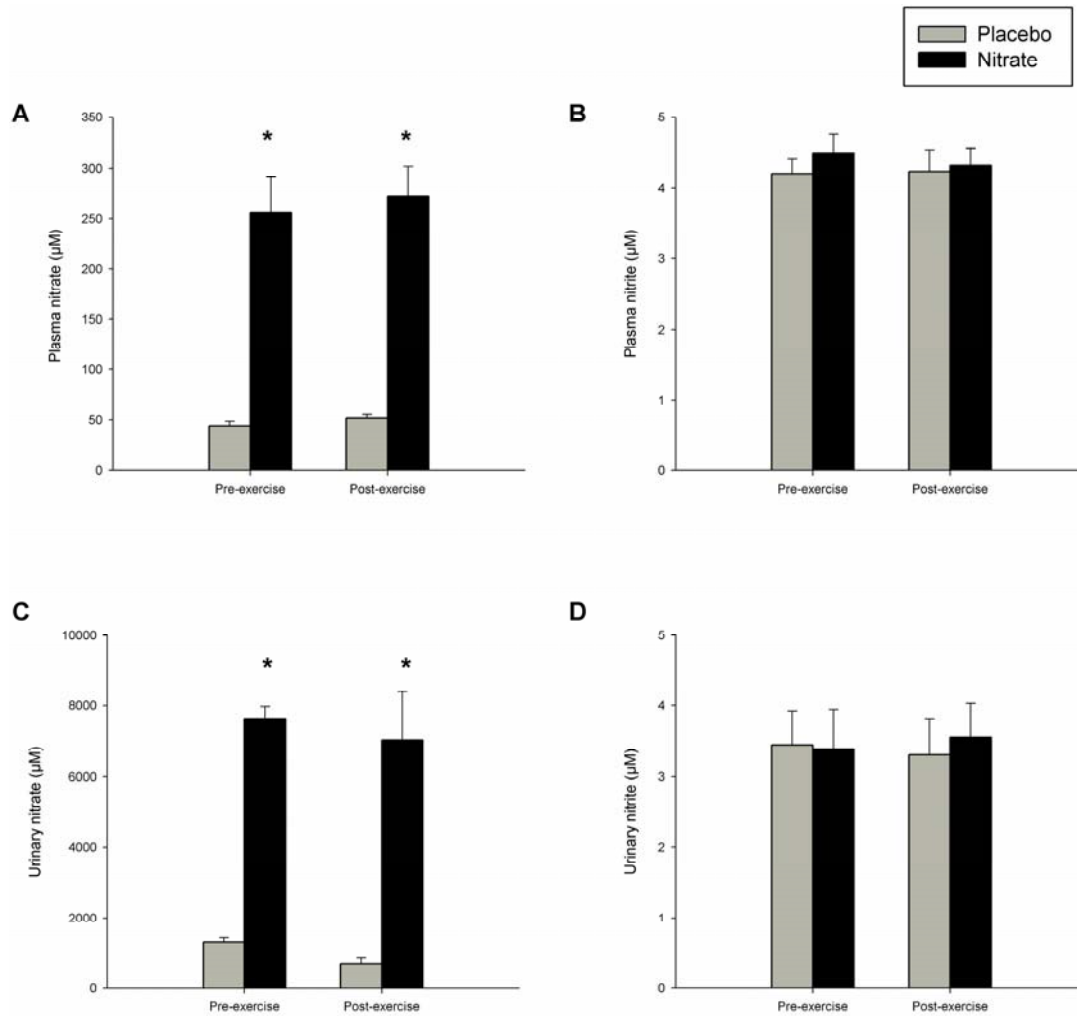 Placebo
Nitrate
A
B
*
*
350
300
250
200
150
100
50
0
Plasma nitrate (µM)
Pre-exercise
Post-exercise
5
4
3
2
1
0
Plasma nitrite (µM)
Pre-exercise
Post-exercise
C
D
*
*
10000
8000
6000
4000
2000
0
Urinary nitrate (µM)
Pre-exercise
Post-exercise
5
4
3
2
1
0
Urinary nitrite (µM)
Pre-exercise
Post-exercise